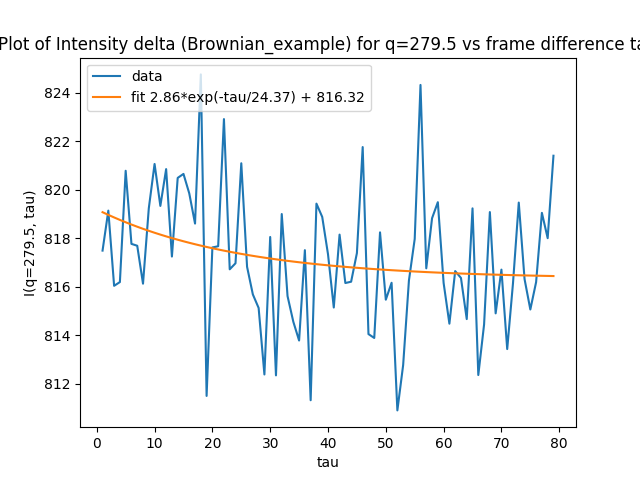 Plot of Intensity delta (Brownian_example) for q=279.5 vs frame difference ta
data
fit 2.86*exp(-tau/24.37) + 816.32
I(q=279.5, tau)
824
822
820
818
816
814
812
0 10 20 30 40 50 60 70 80
tau